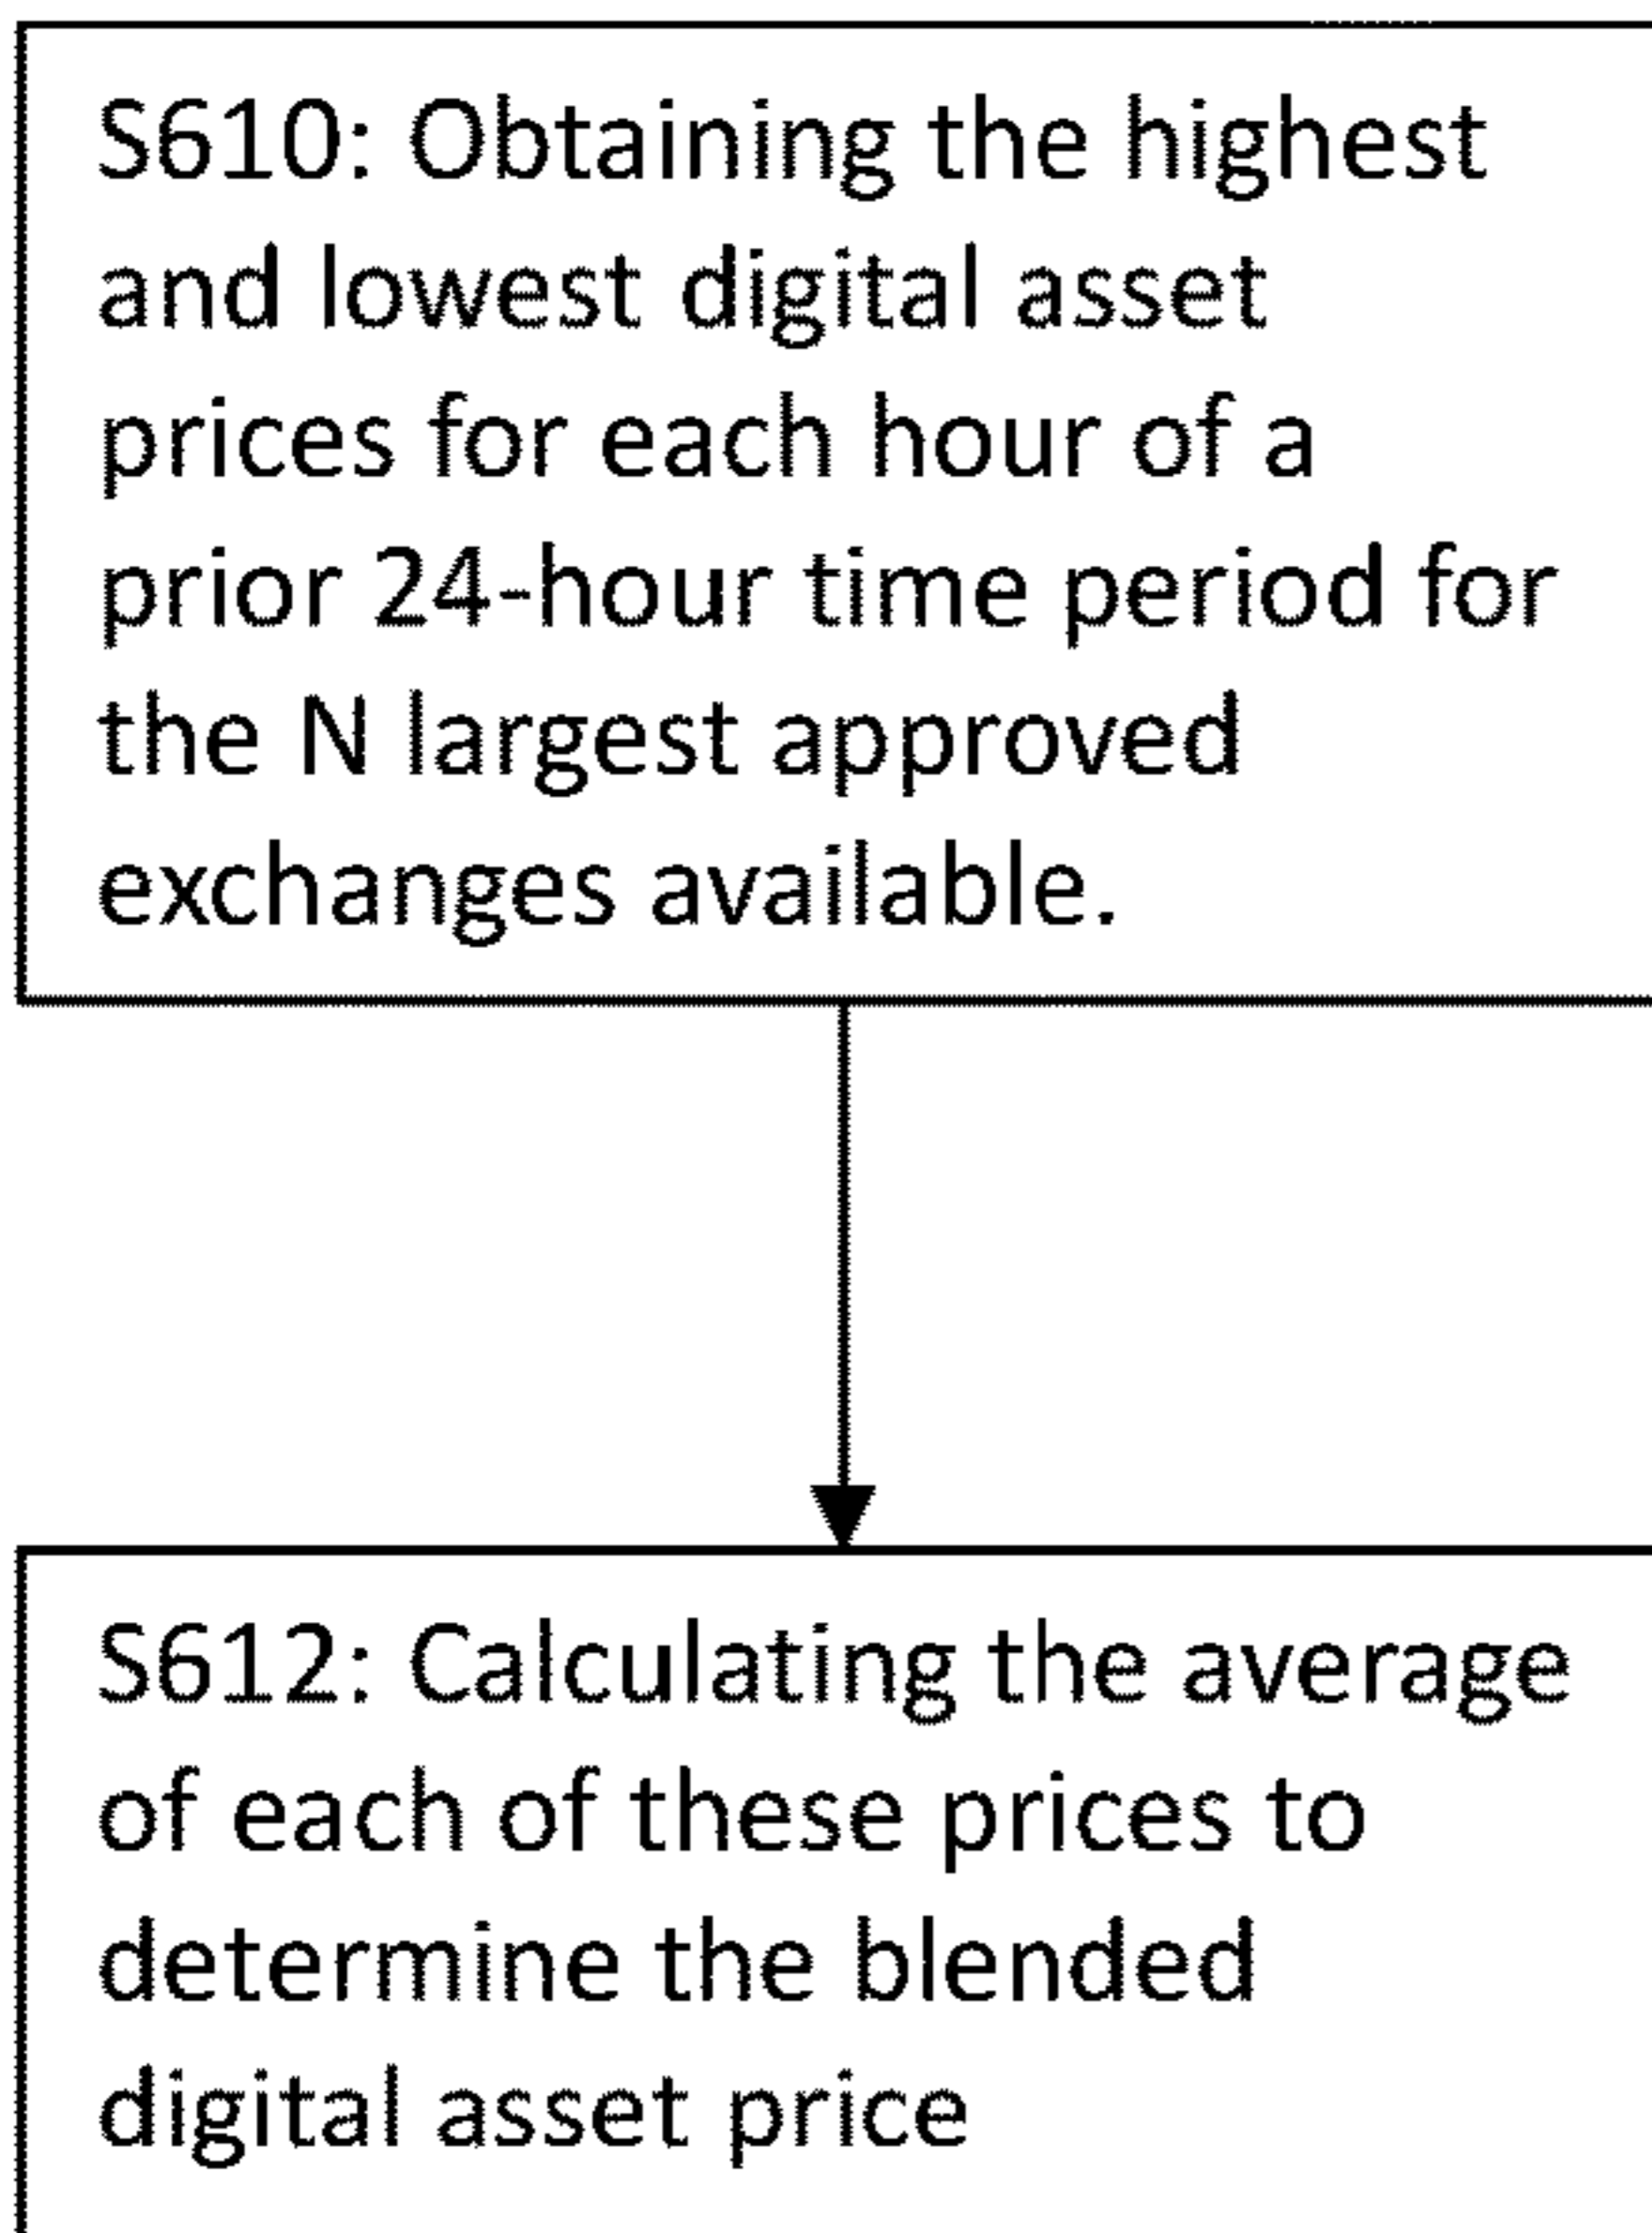 S610: Obtaining the highest
and lowest digital asset
prices for each hour of a
prior 24-hour time period for
the N largest approved
exchanges available.
S612: Calculating the average
of each of these prices to
determine the blended
digital asset price